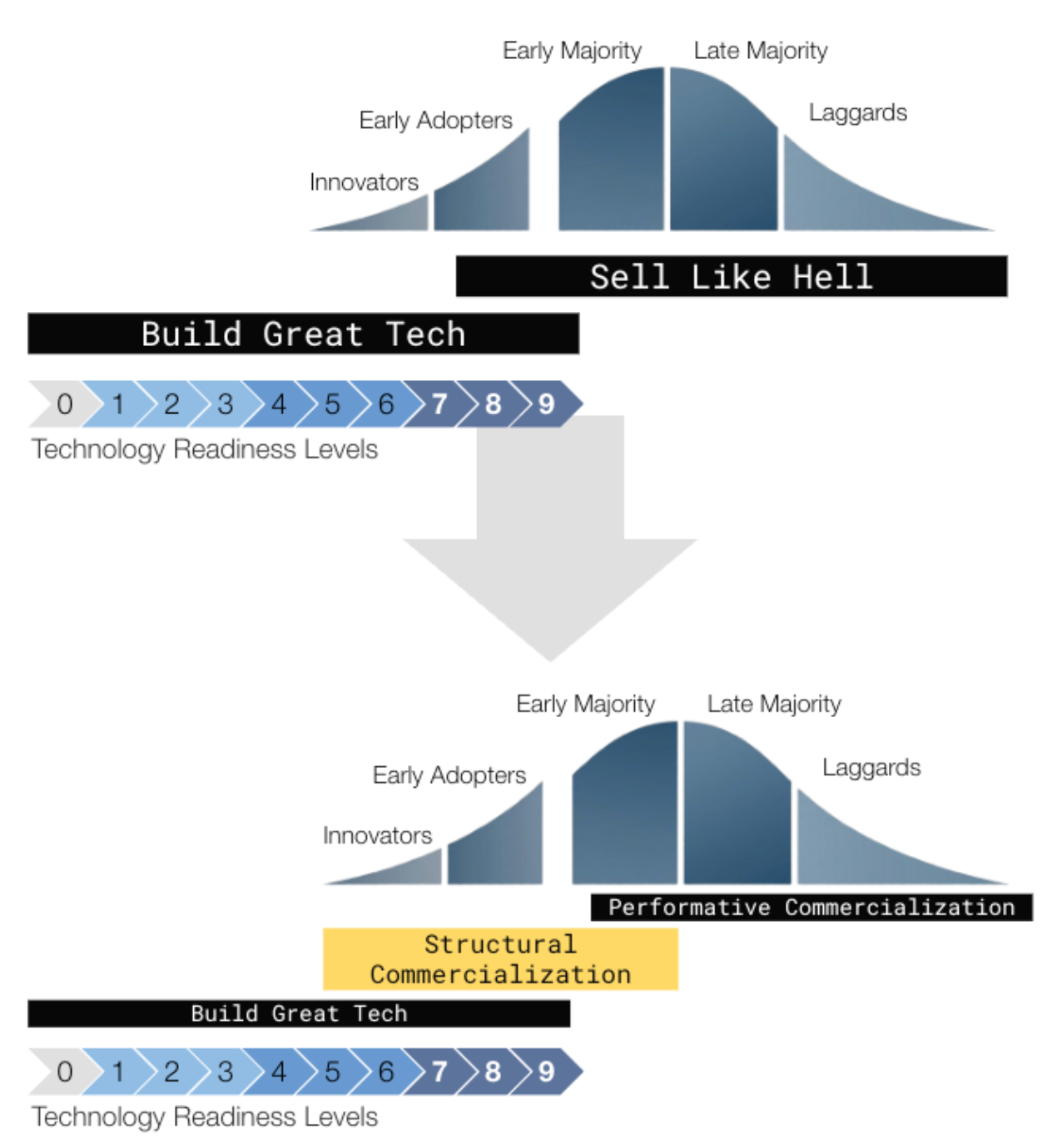 Early Majority Late Majority
Early Adopters Laggards
Innovators
Sell Like Hell
Build Great Tech
0 1 2 3 4 5 6 7 8 9
Technology Readiness Levels
Early Majority Late Majority
Early Adopters Laggards
Innovators
Performative Commercialization
Structural
Commercialization
Build Great Tech
0 1 2 3 4 5 6 7 8 9
Technology Readiness Levels